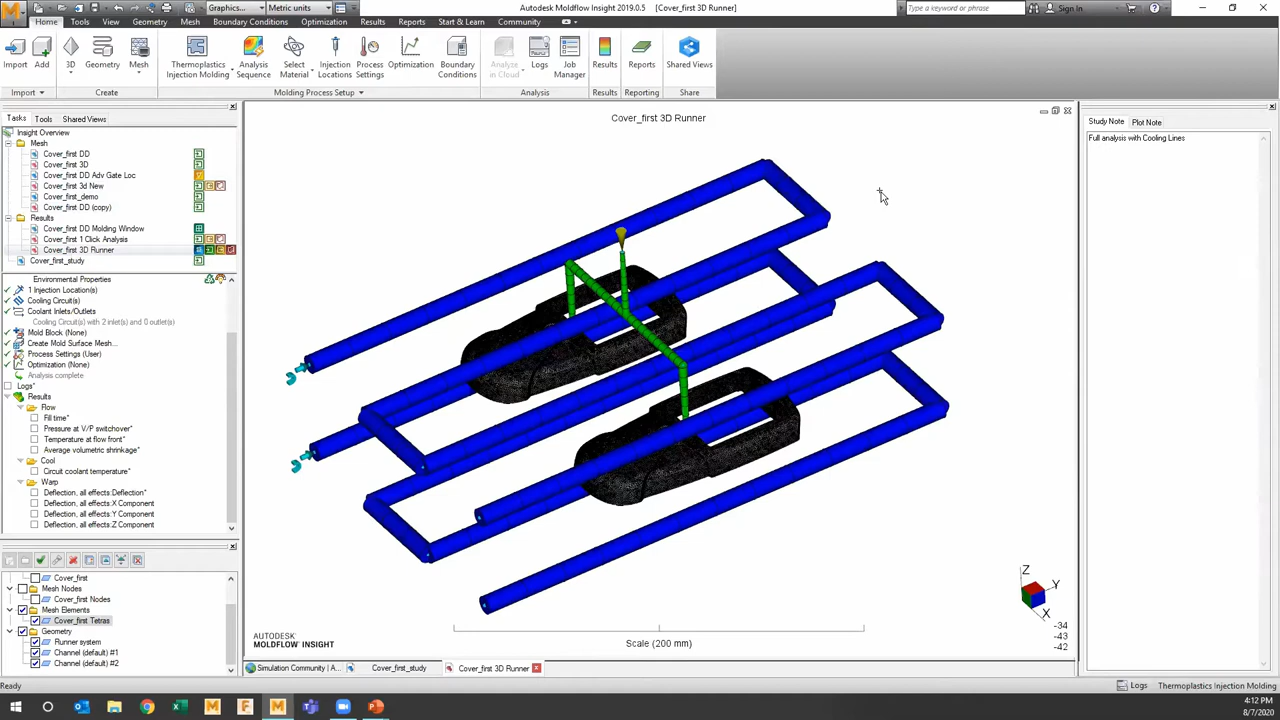 Graphics...
Metric units
Autodesk Moldflow Insight 2019.0.5 [Cover_first 3D Runner]
Type a keyword or phrase
Sign In
Home
Tools
View
Geometry
Mesh
Boundary Conditions
Optimization
Results
Reports
Start & Learn
Community
Import
Add
3D
Geometry
Mesh
Thermoplastics
Injection Molding
Analysis
Sequence
Select
Material
Injection
Locations
Process
Settings
Optimization
Boundary
Conditions
Analyze
in Cloud
Logs
Job
Manager
Results
Reports
Shared Views
Import
Create
Molding Process Setup
Analysis
Results
Reporting
Share
Tasks
Tools
Shared Views
Insight Overview
Mesh
Cover_first DD
Cover_first 3D
Cover_first DD Adv Gate Loc
Cover_first 3d New
Cover_first_demo
Cover_first DD (copy)
Results
Cover_first DD Molding Window
Cover_first 1 Click Analysis
Cover_first 3D Runner
Cover_first_study
Environmental Properties
1 Injection Location(s)
Cooling Circuit(s)
Coolant Inlets/Outlets
Cooling Circuit(s) with 2 inlet(s) and 0 outlet(s)
Mold Block (None)
Create Mold Surface Mesh...
Process Settings (User)
Optimization (None)
Analysis complete
Logs*
Results
Flow
Fill time*
Pressure at V/P switchover*
Temperature at flow front*
Average volumetric shrinkage*
Cool
Circuit coolant temperature*
Warp
Deflection, all effects:Deflection*
Deflection, all effects:X Component
Deflection, all effects:Y Component
Deflection, all effects:Z Component
Cover_first
Mesh Nodes
Cover_first Nodes
Mesh Elements
Cover_first Tetras
Geometry
Runner system
Channel (default) #1
Channel (default) #2
Cover_first 3D Runner
Z
Y
X
-34
-43
-42
AUTODESK
MOLDFLOW INSIGHT
Scale (200 mm)
Simulation Community | A...
Cover_first_study
Cover_first 3D Runner
Study Note
Plot Note
Full analysis with Cooling Lines
Ready
Logs
Thermoplastics Injection Molding
4:12 PM
8/7/2020